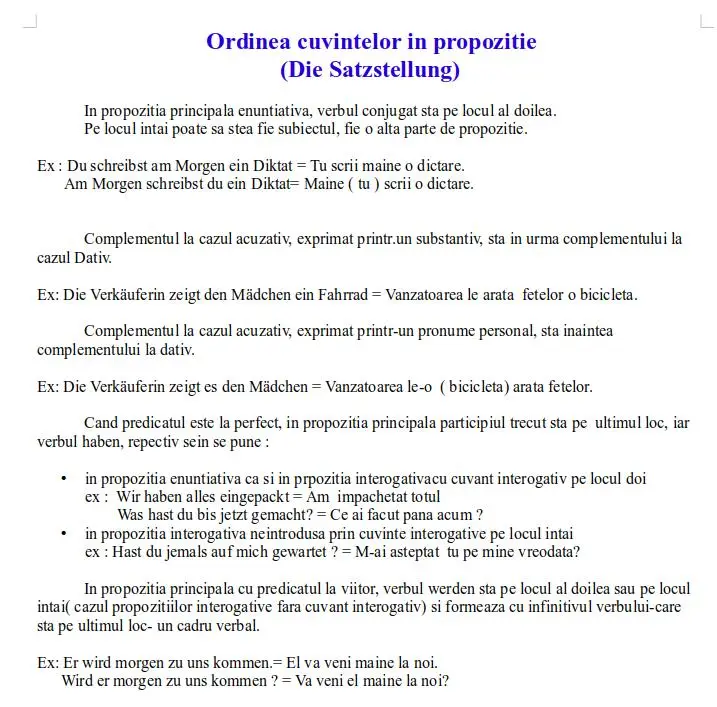 Ordinea cuvintelor in propozitie
(Die Satzstellung)
In propozitia principala enuntiativa, verbul conjugat sta pe locul al doilea.
Pe locul intai poate sa stea fie subiectul, fie o alta parte de propozitie.
Ex : Du schreibst am Morgen ein Diktat = Tu scrii maine o dictare.
Am Morgen schreibst du ein Diktat= Maine ( tu ) scrii o dictare.
Complementul la cazul acuzativ, exprimat printr.un substantiv, sta in urma complementului la
cazul Dativ.
Ex: Die Verkäuferin zeigt den Mädchen ein Fahrrad = Vanzatoarea le arata fetelor o bicicleta.
Complementul la cazul acuzativ, exprimat printr-un pronume personal, sta inaintea
complementului la dativ.
Ex: Die Verkäuferin zeigt es den Mädchen = Vanzatoarea le-o ( bicicleta) arata fetelor.
Cand predicatul este la perfect, in propozitia principala participiul trecut sta pe ultimul loc, iar
verbul haben, repectiv sein se pune :
• in propozitia enuntiativa ca si in prpozitia interogativacu cuvant interogativ pe locul doi
ex : Wir haben alles eingepackt = Am impachetat totul
Was hast du bis jetzt gemacht? = Ce ai facut pana acum ?
• in propozitia interogativa neintrodusa prin cuvinte interogative pe locul intai
ex : Hast du jemals auf mich gewartet ? = M-ai asteptat tu pe mine vreodata?
In propozitia principala cu predicatul la viitor, verbul werden sta pe locul al doilea sau pe locul
intai( cazul propozitiilor interogative fara cuvant interogativ) si formeaza cu infinitivul verbului-care
sta pe ultimul loc- un cadru verbal.
Ex: Er wird morgen zu uns kommen.= El va veni maine la noi.
Wird er morgen zu uns kommen ? = Va veni el maine la noi?